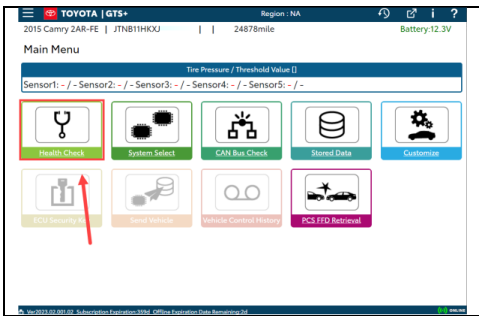 TOYOTA | GTS+ Region : NA i ?
2015 Camry 2AR-FE | JTNB11HKXJ | | 24878mile Battery:12.3V
Main Menu
Tire Pressure / Threshold Value []
Sensor1: - / - Sensor2: - / - Sensor3: - / - Sensor4: - / - Sensor5: - / -
Health Check System Select CAN Bus Check Stored Data Customize
ECU Security Key Send Vehicle Vehicle Control History PCS FFD Retrieval
Ver2023.02.001.02 Subscription Expiration:359d Offline Expiration Date Remaining:2d ONLINE